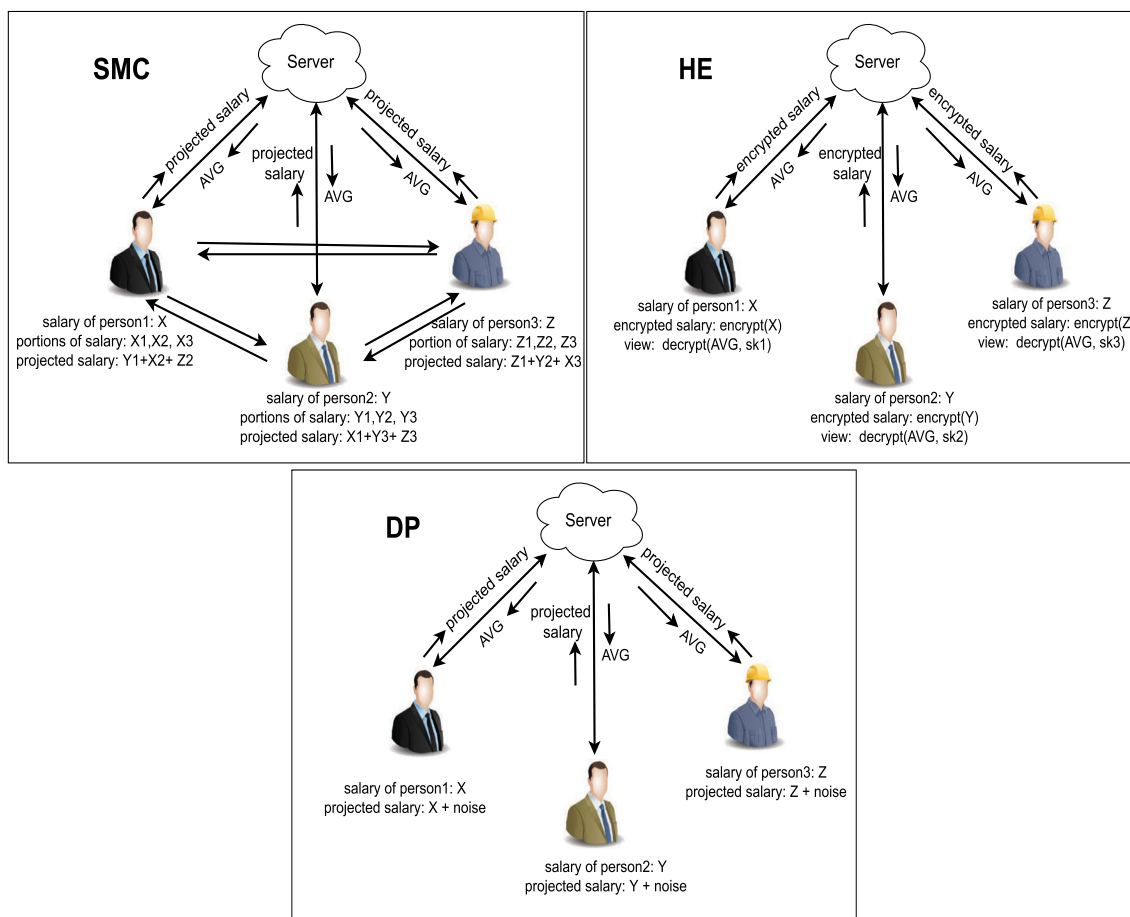 SMC
Server
projected salary
AVG
projected
salary
AVG
projected salary
AVG
salary of person1: X
portions of salary: X1,X2, X3
projected salary: Y1+X2+ Z2
salary of person3: Z
portion of salary: Z1,Z2, Z3
projected salary: Z1+Y2+ X3
salary of person2: Y
portions of salary: Y1,Y2, Y3
projected salary: X1+Y3+ Z3
HE
Server
encrypted salary
AVG
encrypted
salary
AVG
encrypted salary
AVG
salary of person1: X
encrypted salary: encrypt(X)
view: decrypt(AVG, sk1)
salary of person3: Z
encrypted salary: encrypt(Z
view: decrypt(AVG, sk3)
salary of person2: Y
encrypted salary: encrypt(Y)
view: decrypt(AVG, sk2)
DP
Server
projected salary
AVG
projected
salary
AVG
projected salary
AVG
salary of person1: X
projected salary: X + noise
salary of person3: Z
projected salary: Z + noise
salary of person2: Y
projected salary: Y + noise